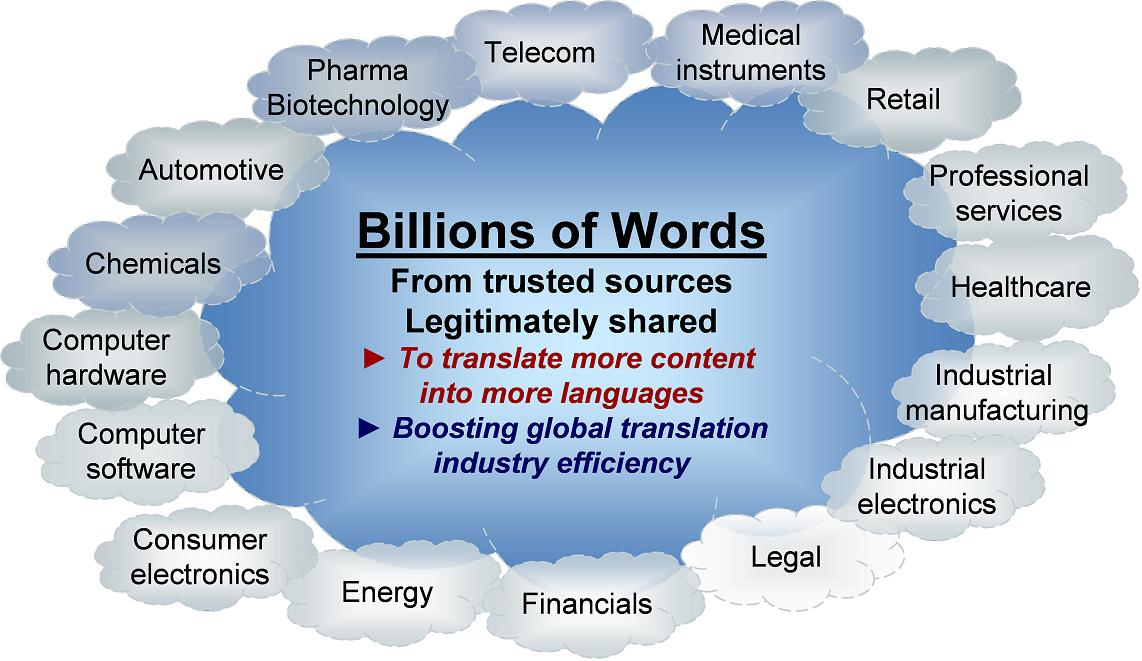 Telecom
Medical
instruments
Pharma
Biotechnology
Retail
Automotive
Professional
services
Chemicals
Healthcare
Computer
hardware
Industrial
manufacturing
Computer
software
Industrial
electronics
Consumer
electronics
Legal
Energy
Financials
Billions of Words
From trusted sources
Legitimately shared
► To translate more content
into more languages
► Boosting global translation
industry efficiency